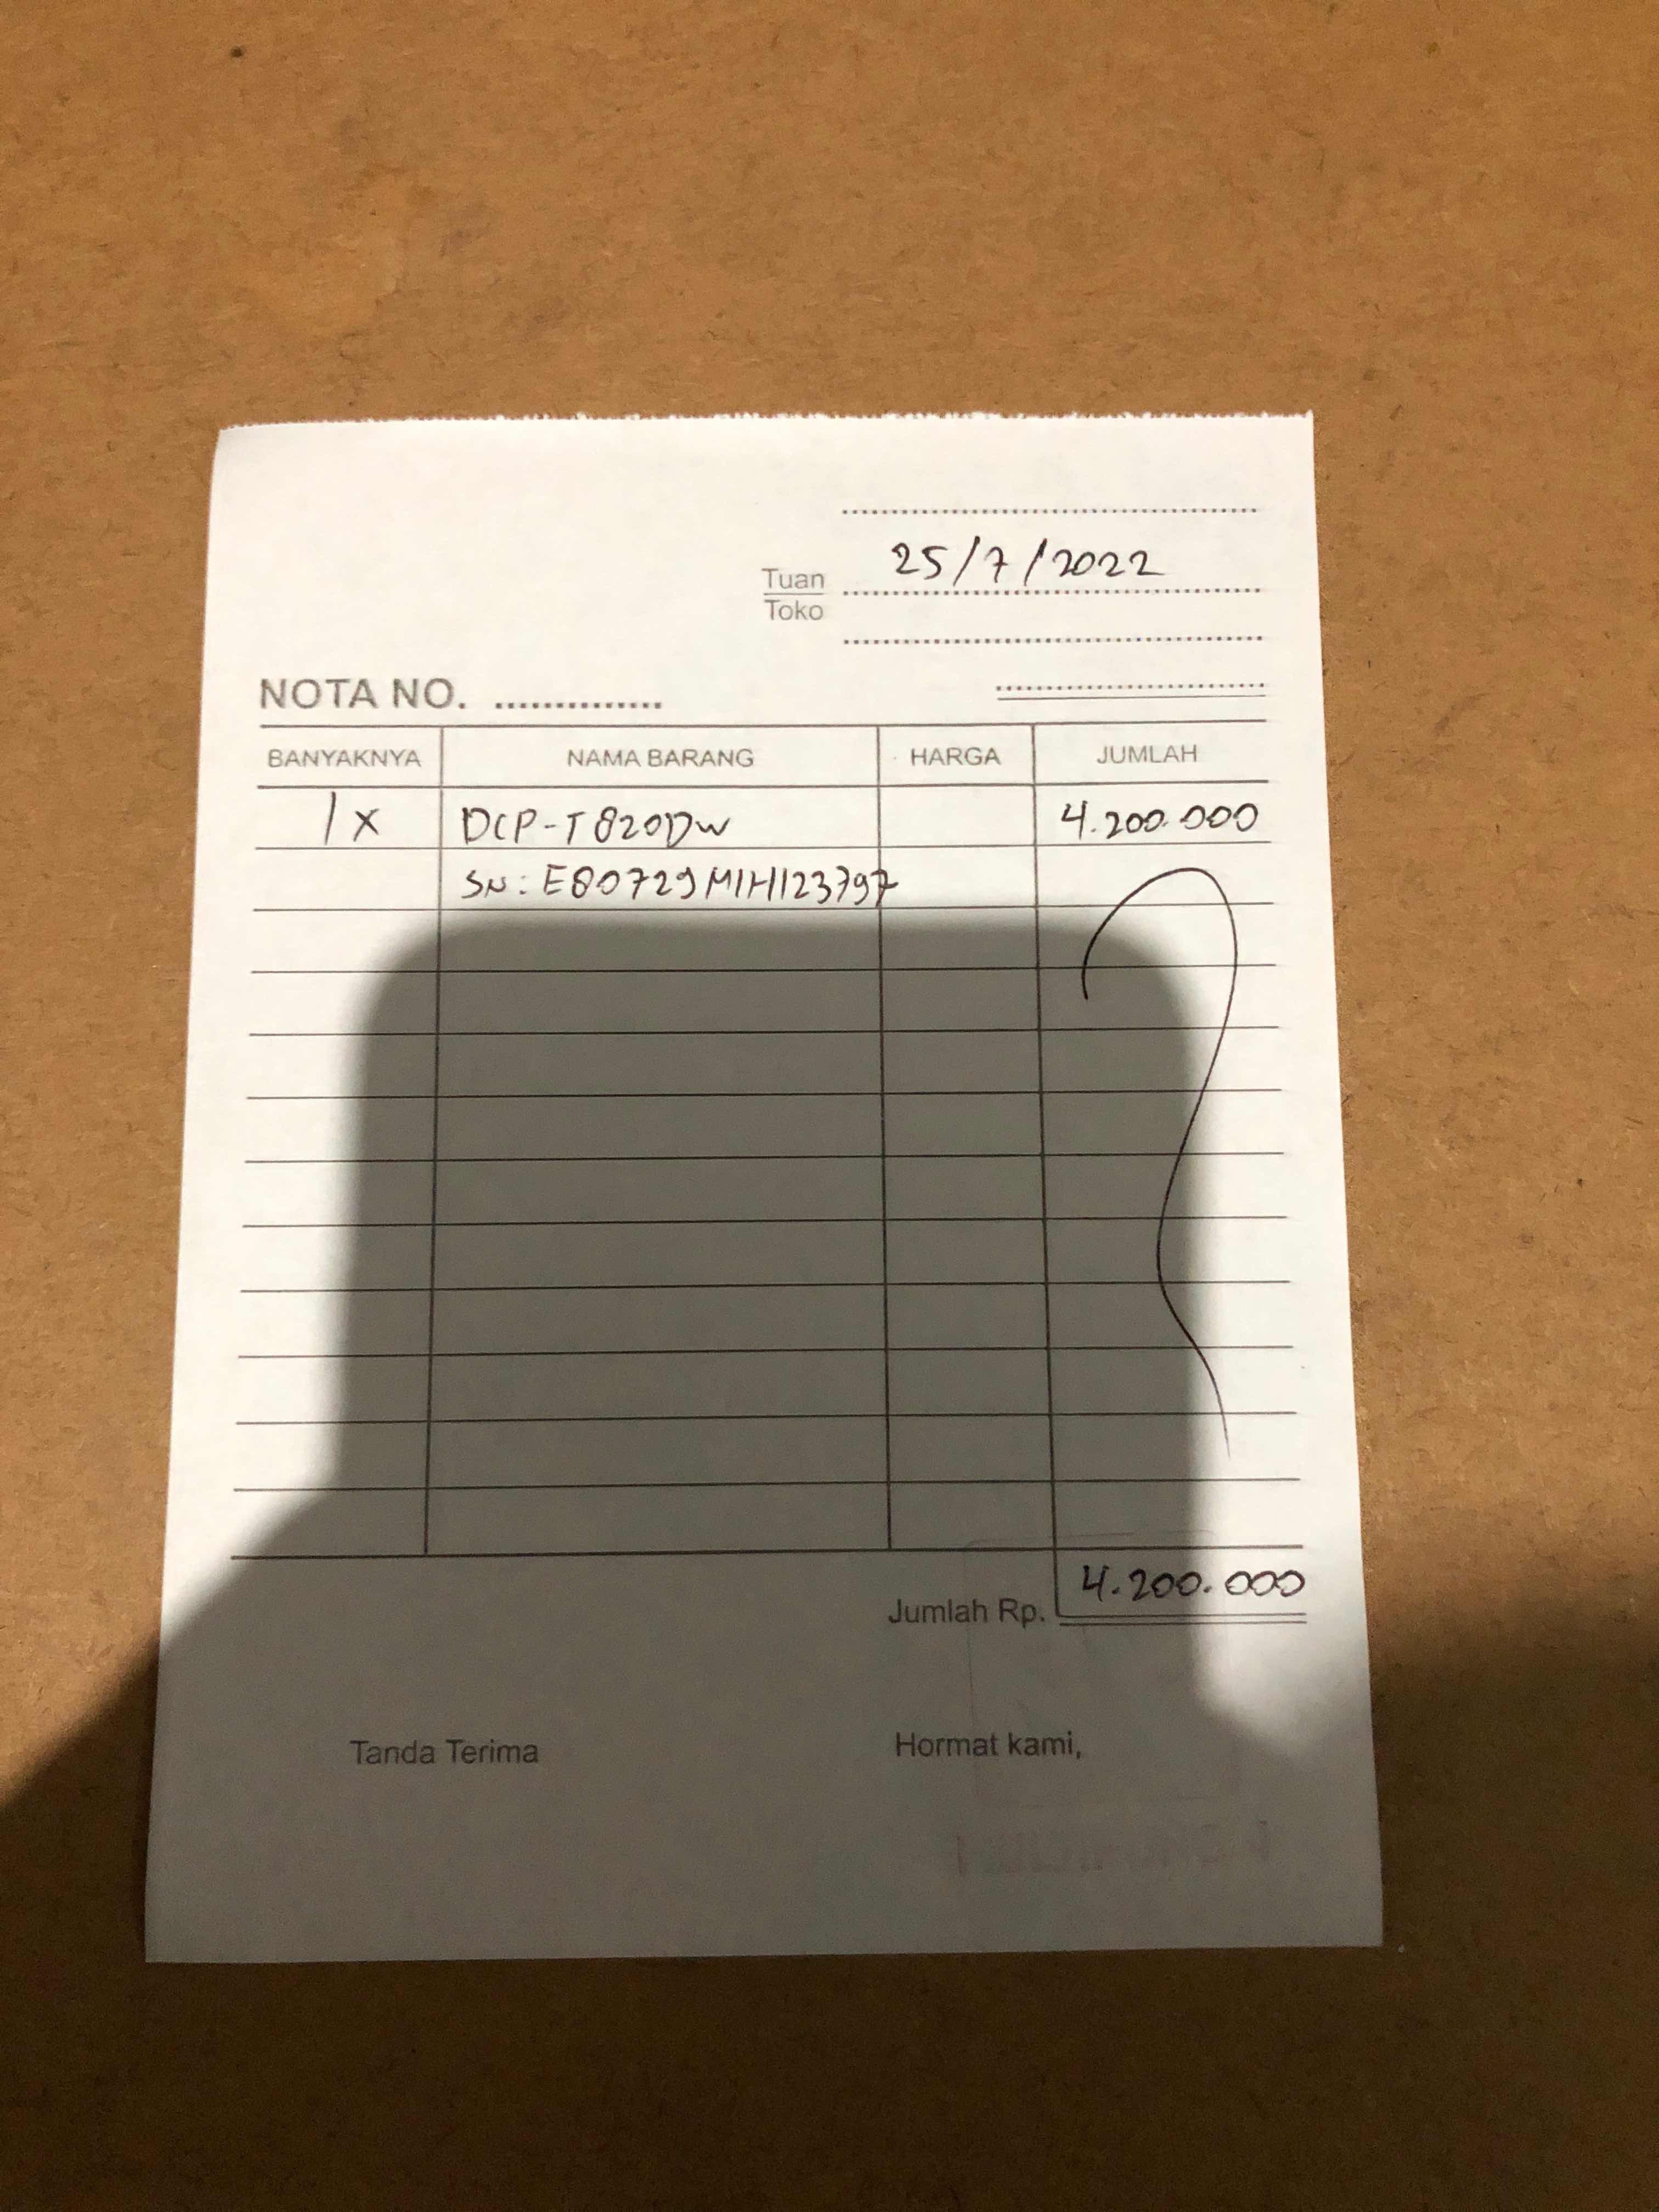 25/7/2022
Tuan
Toko
NOTA NO. ..............
BANYAKNYA NAMA BARANG HARGA JUMLAH
1 x DCP-T820DW 4.200.000
SN: E80729M1H123797
Jumlah Rp. 4.200.000
Tanda Terima Hormat kami,